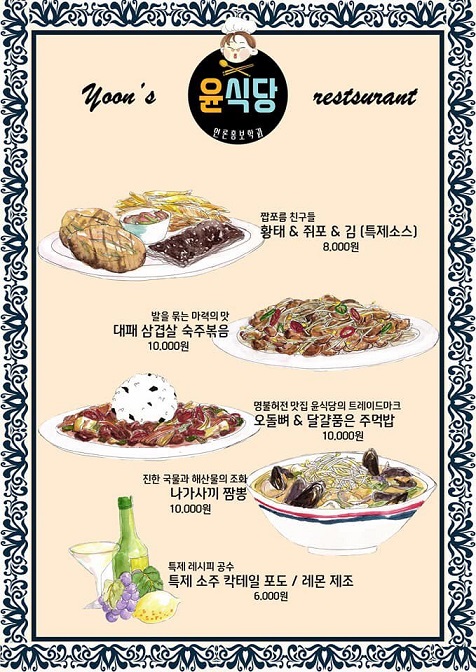 Yoon's
윤식당
restsurant
언론홍보학과
짭포름 친구들
황태 & 쥐포 & 김 (특제소스)
8,000원
발을 묶는 마력의 맛
대패 삼겹살 숙주볶음
10.000원
명불허전 맛집 윤식당의 트레이드마크
오돌뼈 & 달걀품은 주먹밥
10,000원
진한 국물과 해산물의 조화
나가사끼 짬뽕
10.000원
특제 레시피 공수
특제 소주 칵테일 포도 / 레몬 제조
6,000원